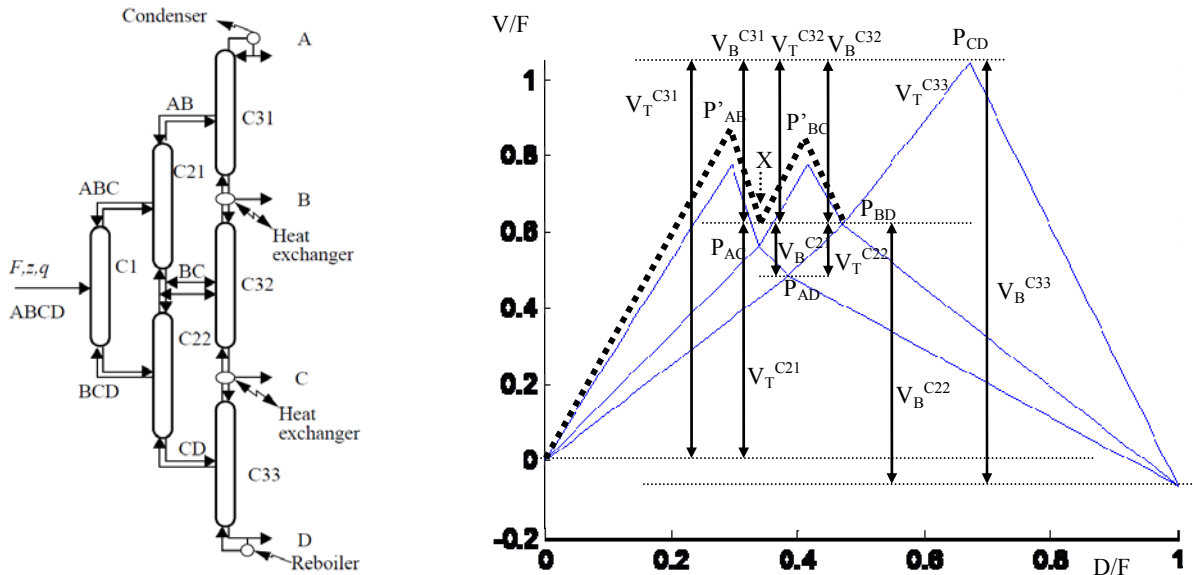 Condenser
A
AB
C31
C21
ABC
B
Heat
exchanger
F,z,q
C1
BC
C32
ABCD
C22
BCD
C
Heat
exchanger
CD
C33
D
Reboiler
V/F
V_B^C31
V_T^C32
V_B^C32
P_CD
1
V_T^C31
V_T^C33
P'_AB
P'_BC
0.8
X
P_BD
0.6
P_AC
V_B^C2
V_T^C22
P_AD
0.4
V_B^C33
V_T^C21
V_B^C22
0.2
0
-0.2
0
0.2
0.4
0.6
0.8
1
D/F